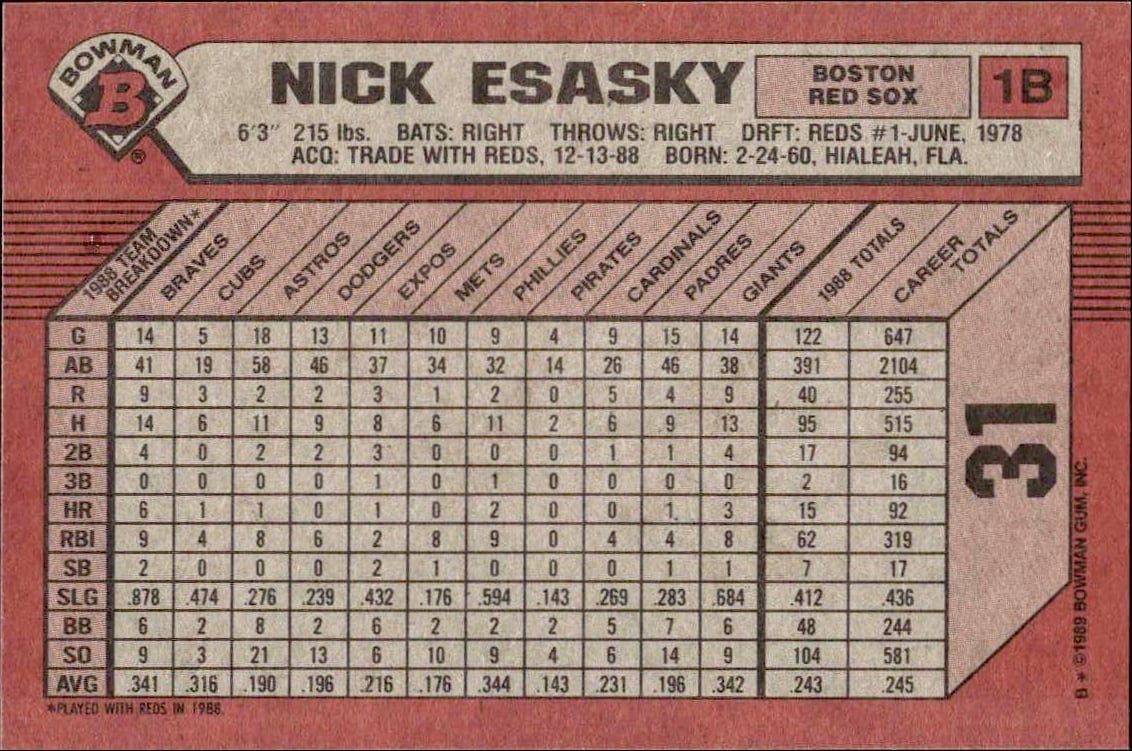 BOWMAN
B
®
NICK ESASKY
BOSTON
RED SOX
1B
6'3" 215 lbs. BATS: RIGHT THROWS: RIGHT DRFT: REDS #1-JUNE, 1978
ACQ: TRADE WITH REDS, 12-13-88 BORN: 2-24-60, HIALEAH, FLA.
1988 TEAM BREAKDOWN* BRAVES CUBS ASTROS DODGERS EXPOS METS PHILLIES PIRATES CARDINALS PADRES GIANTS 1988 TOTALS CAREER TOTALS
G 14 5 18 13 11 10 9 4 9 15 14 122 647
AB 41 19 58 46 37 34 32 14 26 46 38 391 2104
R 9 3 2 2 3 1 2 0 5 4 9 40 255
H 14 6 11 9 8 6 11 2 6 9 13 95 515
2B 4 0 2 2 3 0 0 0 1 1 4 17 94
3B 0 0 0 0 1 0 1 0 0 0 0 2 16
HR 6 1 1 0 1 0 2 0 0 1 3 15 92
RBI 9 4 8 6 2 8 9 0 4 4 8 62 319
SB 2 0 0 0 2 1 0 0 0 1 1 7 17
SLG .878 .474 .276 .239 .432 .176 .594 .143 .269 .283 .684 .412 .436
BB 6 2 8 2 6 2 2 2 5 7 6 48 244
SO 9 3 21 13 6 10 9 4 6 14 9 104 581
AVG .341 .316 .190 .196 .216 .176 .344 .143 .231 .196 .342 .243 .245
*PLAYED WITH REDS IN 1988.
31
B * ©1989 BOWMAN GUM, INC.